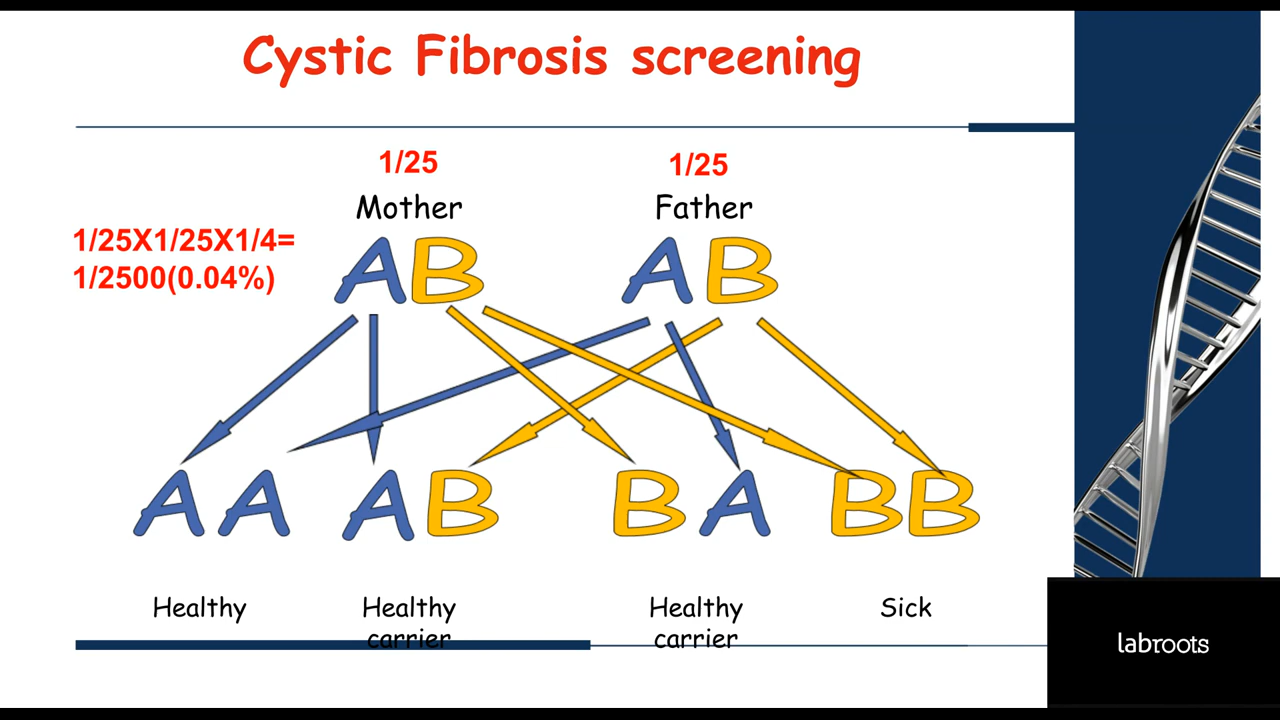 Cystic Fibrosis screening
1/25 1/25
Mother Father
1/25X1/25X1/4=
1/2500(0.04%)
AB AB
AA AB BA BB
Healthy Healthy carrier Healthy carrier Sick
labroots